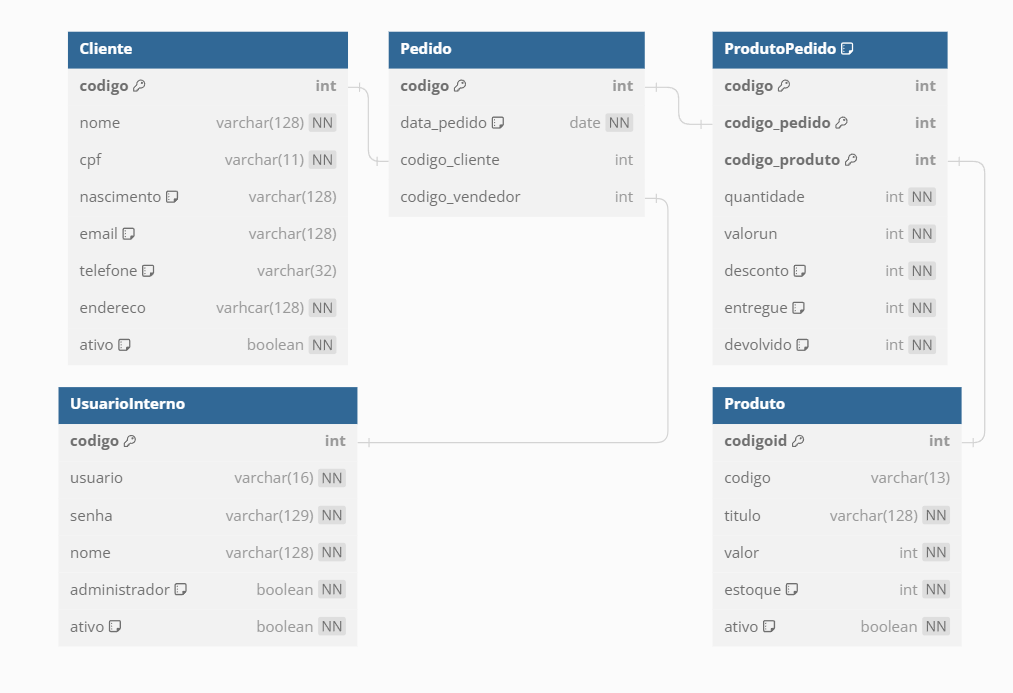 Cliente
codigo int
nome varchar(128) NN
cpf varchar(11) NN
nascimento varchar(128)
email varchar(128)
telefone varchar(32)
endereco varhcar(128) NN
ativo boolean NN
Pedido
codigo int
data_pedido date NN
codigo_cliente int
codigo_vendedor int
ProdutoPedido
codigo int
codigo_pedido int
codigo_produto int
quantidade int NN
valorun int NN
desconto int NN
entregue int NN
devolvido int NN
UsuarioInterno
codigo int
usuario varchar(16) NN
senha varchar(129) NN
nome varchar(128) NN
administrador boolean NN
ativo boolean NN
Produto
codigoid int
codigo varchar(13)
titulo varchar(128) NN
valor int NN
estoque int NN
ativo boolean NN